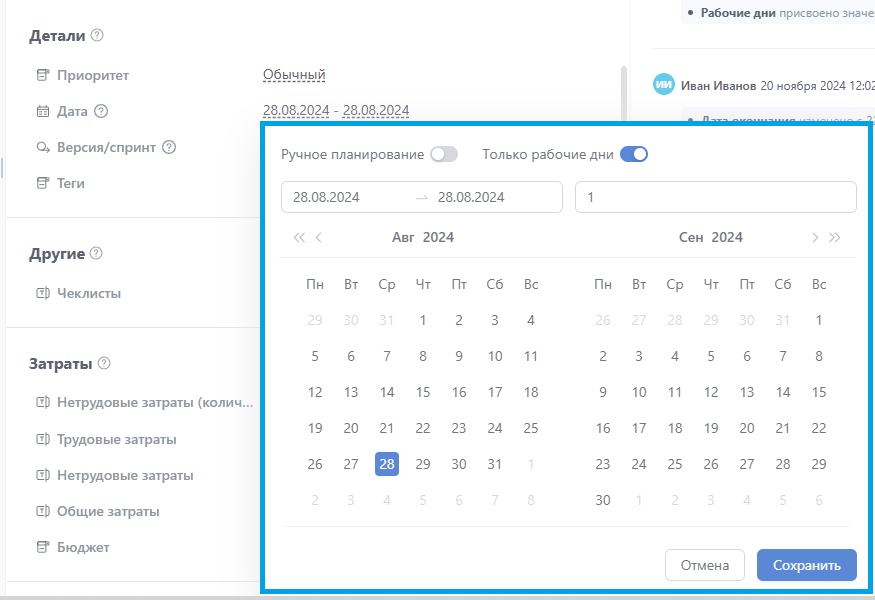 Рабочие дни присвоено значе
Детали
Приоритет Обычный
Иван Иванов 20 ноября 2024 12:02
ИИ
Дата 28.08.2024 - 28.08.2024
Дата окончания изменено с 2
Версия/спринт
Теги
Ручное планирование Только рабочие дни
28.08.2024 → 28.08.2024 1
Авг 2024 Сен 2024
Пн Вт Ср Чт Пт Сб Вс Пн Вт Ср Чт Пт Сб Вс
29 30 31 1 2 3 4 26 27 28 29 30 31 1
5 6 7 8 9 10 11 2 3 4 5 6 7 8
12 13 14 15 16 17 18 9 10 11 12 13 14 15
19 20 21 22 23 24 25 16 17 18 19 20 21 22
26 27 28 29 30 31 1 23 24 25 26 27 28 29
2 3 4 5 6 7 8 30 1 2 3 4 5 6
Отмена Сохранить
Другие
Чеклисты
Затраты
Нетрудовые затраты (колич...
Трудовые затраты
Нетрудовые затраты
Общие затраты
Бюджет